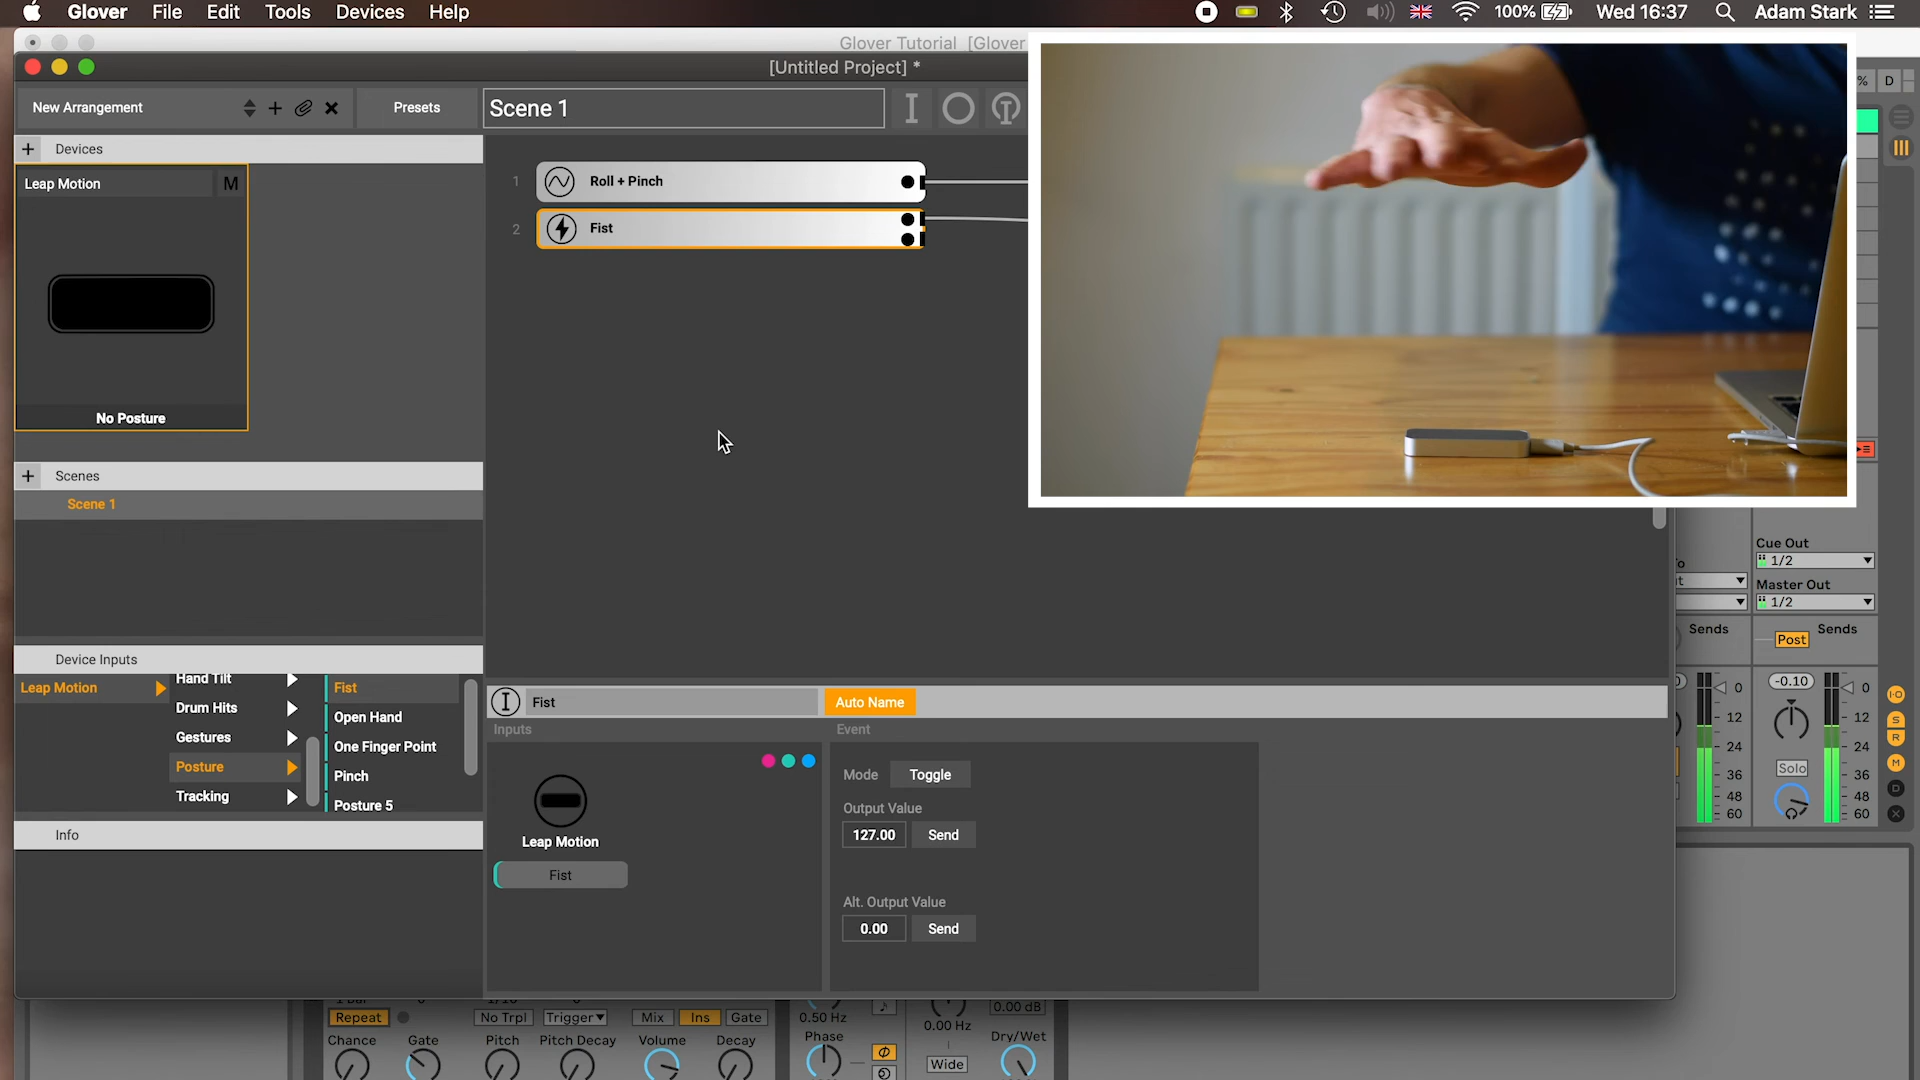 Glover File Edit Tools Devices Help
100% Wed 16:37 Adam Stark
Glover Tutorial [Glover
[Untitled Project] *
New Arrangement
Presets
Scene 1
% D
Devices
Leap Motion M
No Posture
1 Roll + Pinch
2 Fist
Scenes
Scene 1
Device Inputs
Leap Motion
Hand Tilt
Drum Hits
Gestures
Posture
Tracking
Fist
Open Hand
One Finger Point
Pinch
Posture 5
Info
Fist
Auto Name
Inputs
Leap Motion
Fist
Event
Mode Toggle
Output Value
127.00 Send
Alt. Output Value
0.00 Send
Cue Out
1/2
Master Out
1/2
Sends
Post
Sends
-0.10
0
12
24
36
48
60
Solo
0
12
24
36
48
60
S
R
M
D
Repeat
No Trpl
Trigger
Mix
Ins
Gate
0.50 Hz
0.00 Hz
0.00 dB
Chance
Gate
Pitch
Pitch Decay
Volume
Decay
Phase
Dry/Wet
Wide